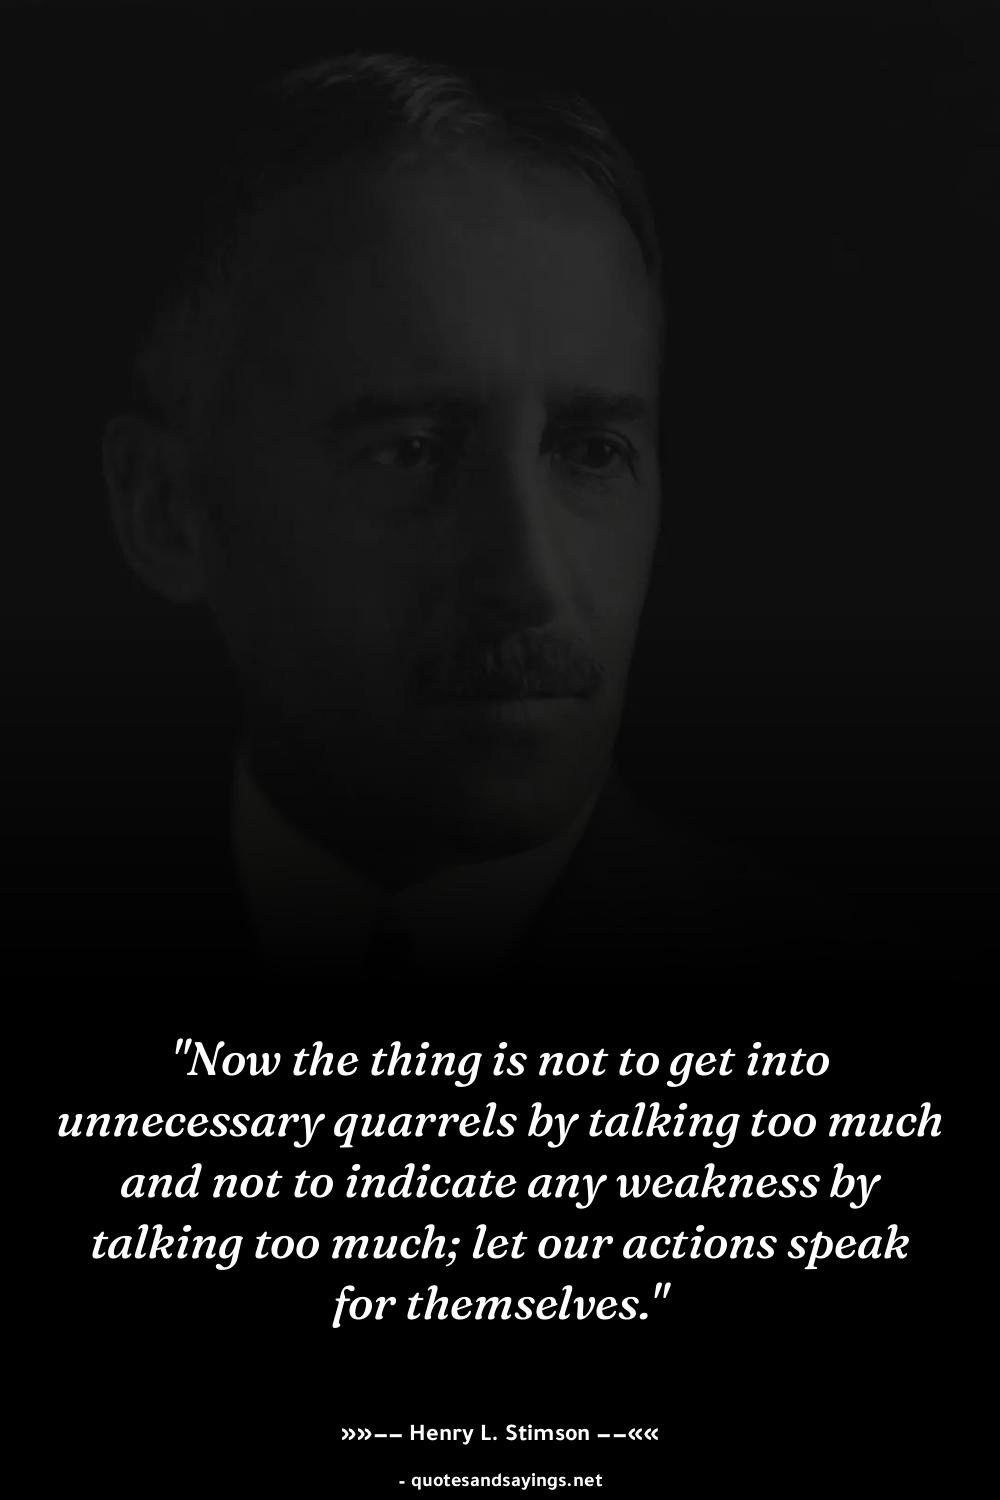 "Now the thing is not to get into
unnecessary quarrels by talking too much
and not to indicate any weakness by
talking too much; let our actions speak
for themselves."
»»–– Henry L. Stimson ––««
- quotesandsayings.net